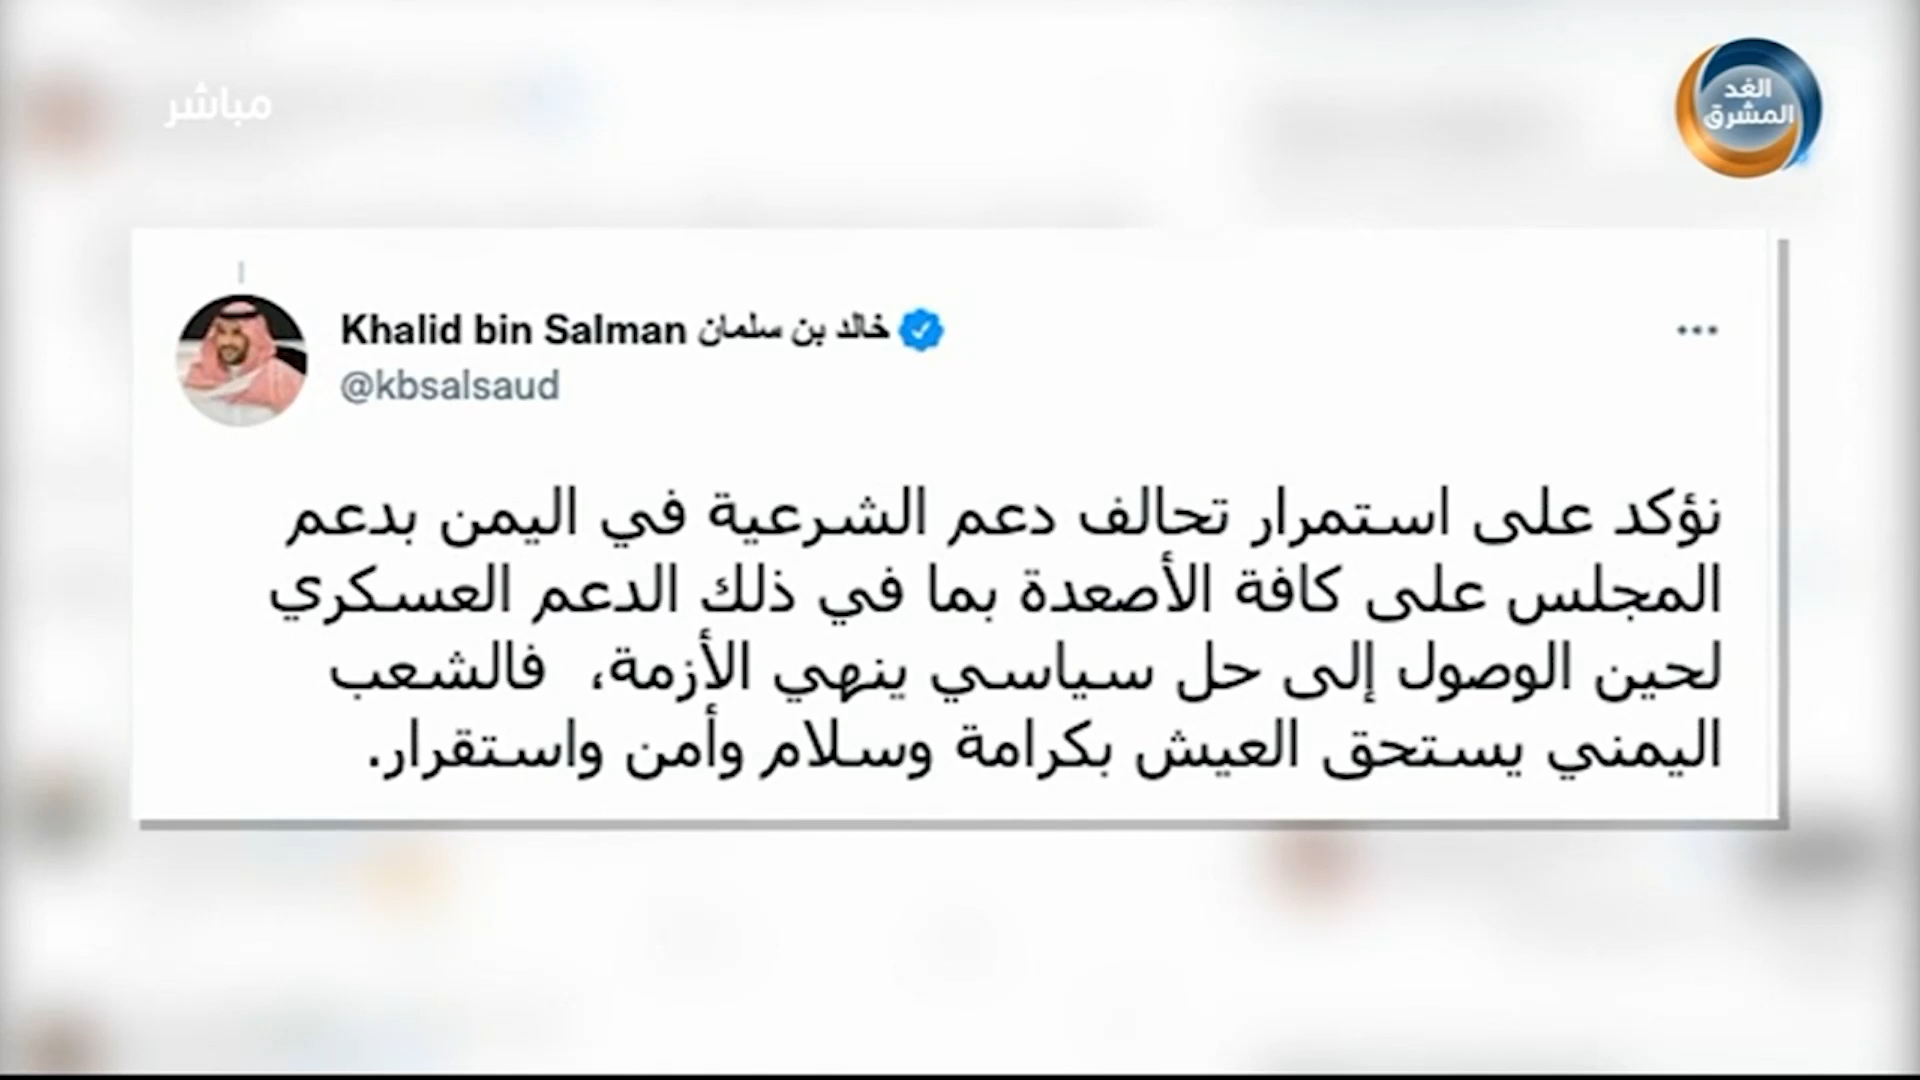 مباشر
الغد
المشرق
Khalid bin Salman خالد بن سلمان
@kbsalsaud
نؤكد على استمرار تحالف دعم الشرعية في اليمن بدعم
المجلس على كافة الأصعدة بما في ذلك الدعم العسكري
لحين الوصول إلى حل سياسي ينهي الأزمة، فالشعب
اليمني يستحق العيش بكرامة وسلام وأمن واستقرار.